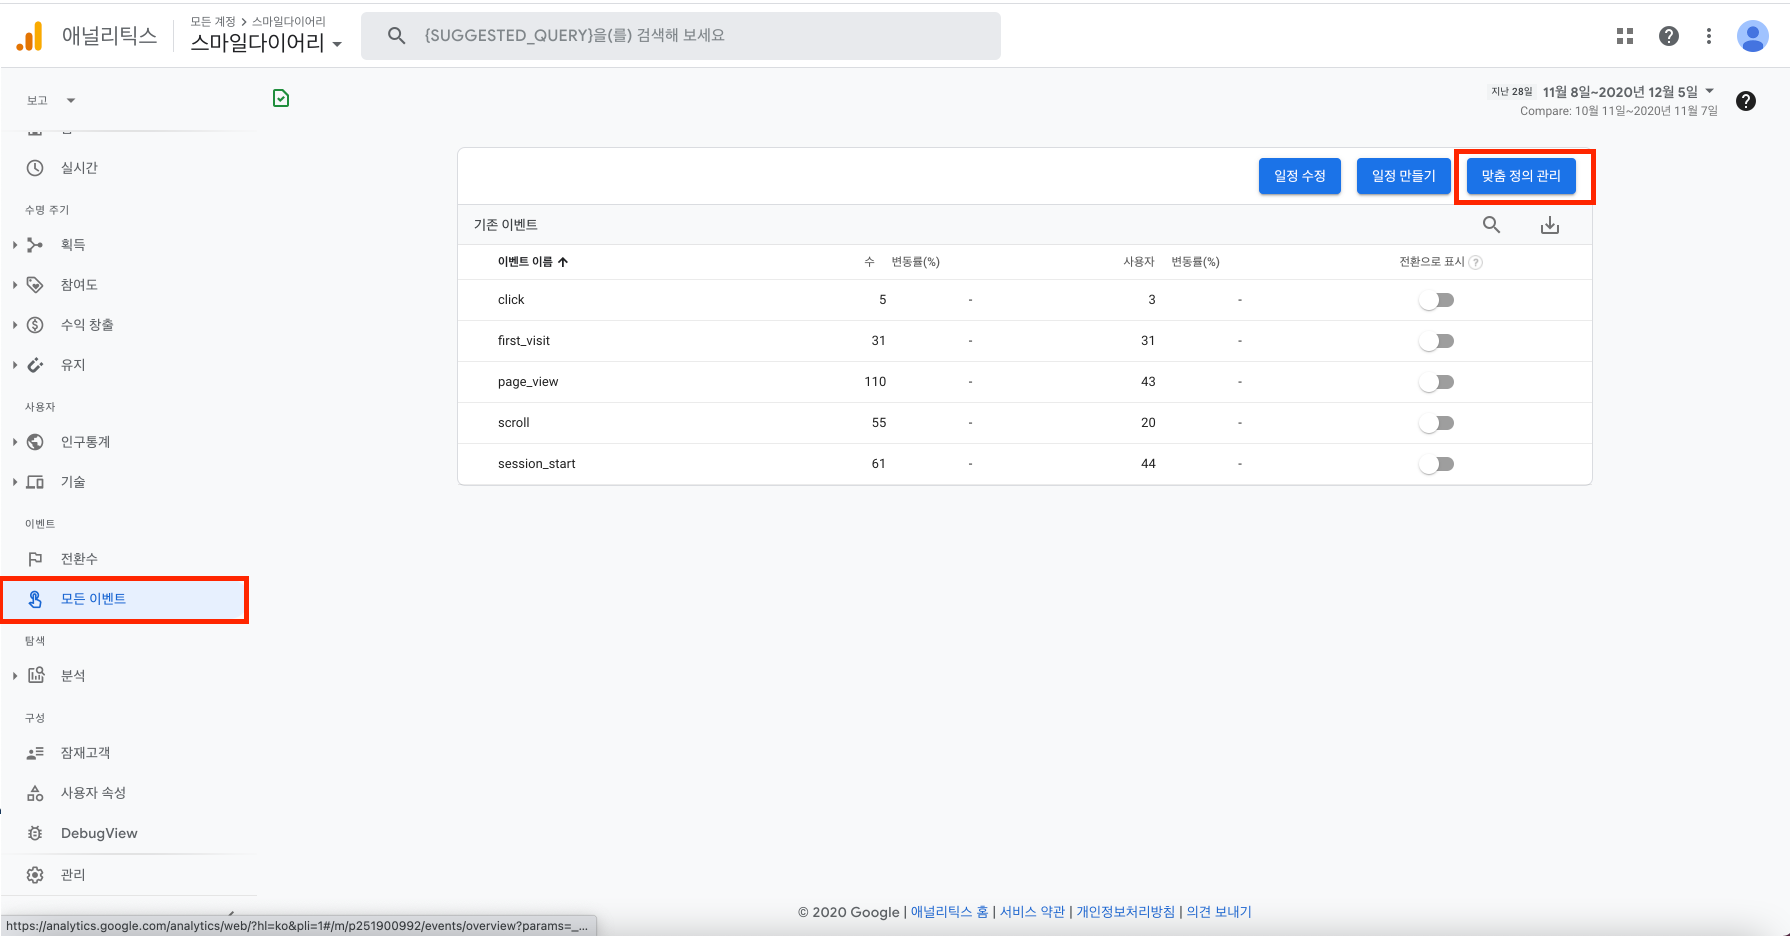 애널리틱스
모든 계정 > 스마일다이어리
스마일다이어리
{SUGGESTED_QUERY}을(를) 검색해 보세요
보고
지난 28일 11월 8일~2020년 12월 5일
Compare: 10월 11일~2020년 11월 7일
실시간
수명 주기
획득
참여도
수익 창출
유지
사용자
인구통계
기술
이벤트
전환수
모든 이벤트
탐색
분석
구성
잠재고객
사용자 속성
DebugView
관리
일정 수정 일정 만들기 맞춤 정의 관리
기존 이벤트
이벤트 이름 수 변동률(%) 사용자 변동률(%) 전환으로 표시
click 5 - 3 -
first_visit 31 - 31 -
page_view 110 - 43 -
scroll 55 - 20 -
session_start 61 - 44 -
© 2020 Google | 애널리틱스 홈 | 서비스 약관 | 개인정보처리방침 | 의견 보내기
https://analytics.google.com/analytics/web/?hl=ko&pli=1#/m/p251900992/events/overview?params=_...